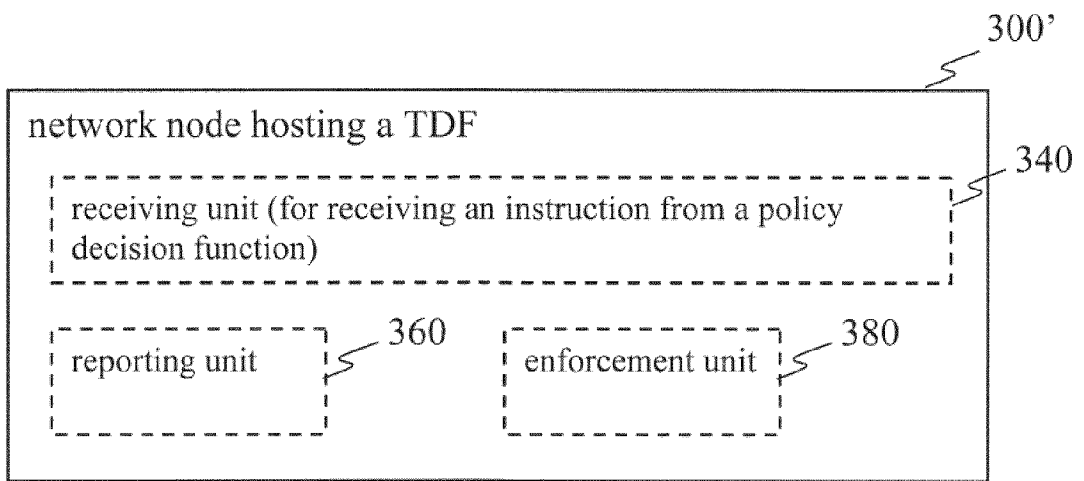 300’
network node hosting a TDF
340
receiving unit (for receiving an instruction from a policy
decision function)
360
reporting unit
380
enforcement unit